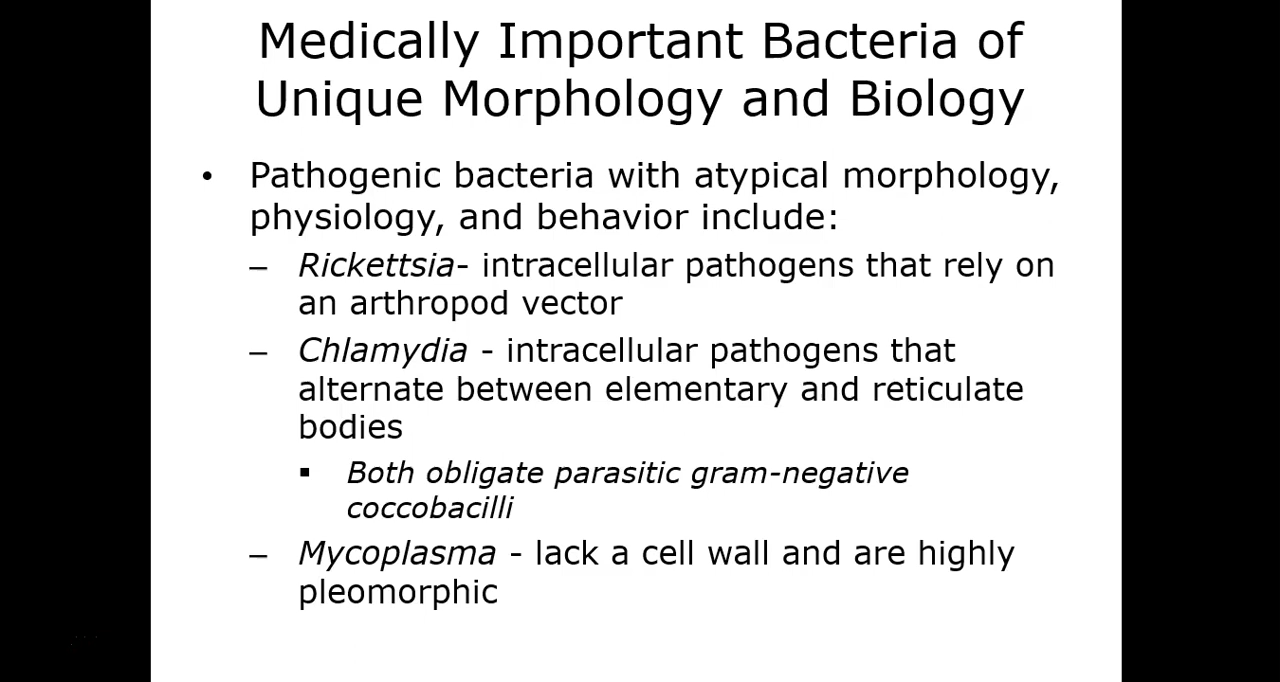 Medically Important Bacteria of
Unique Morphology and Biology
• Pathogenic bacteria with atypical morphology,
physiology, and behavior include:
– Rickettsia- intracellular pathogens that rely on
an arthropod vector
– Chlamydia - intracellular pathogens that
alternate between elementary and reticulate
bodies
▪ Both obligate parasitic gram-negative
coccobacilli
– Mycoplasma - lack a cell wall and are highly
pleomorphic